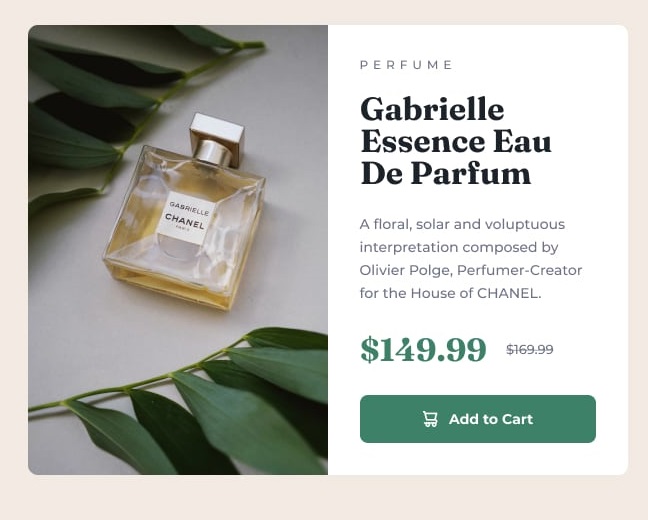 PERFUME
Gabrielle
Essence Eau
De Parfum
A floral, solar and voluptuous
interpretation composed by
Olivier Polge, Perfumer-Creator
for the House of CHANEL.
$149.99 $169.99
Add to Cart
GABRIELLE
CHANEL
PARIS